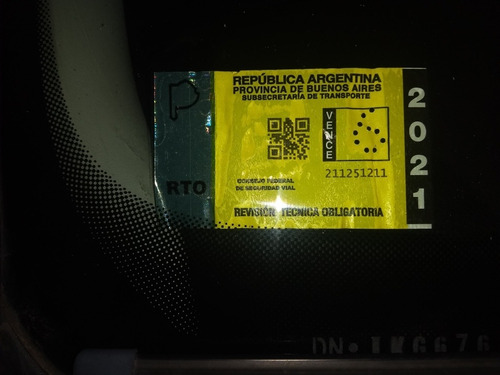 REPÚBLICA ARGENTINA
PROVINCIA DE BUENOS AIRES
SUBSECRETARÍA DE TRANSPORTE
P
VENCE
6
2021
211251211
RTO
CONSEJO FEDERAL
DE SEGURIDAD VIAL
REVISIÓN TÉCNICA OBLIGATORIA